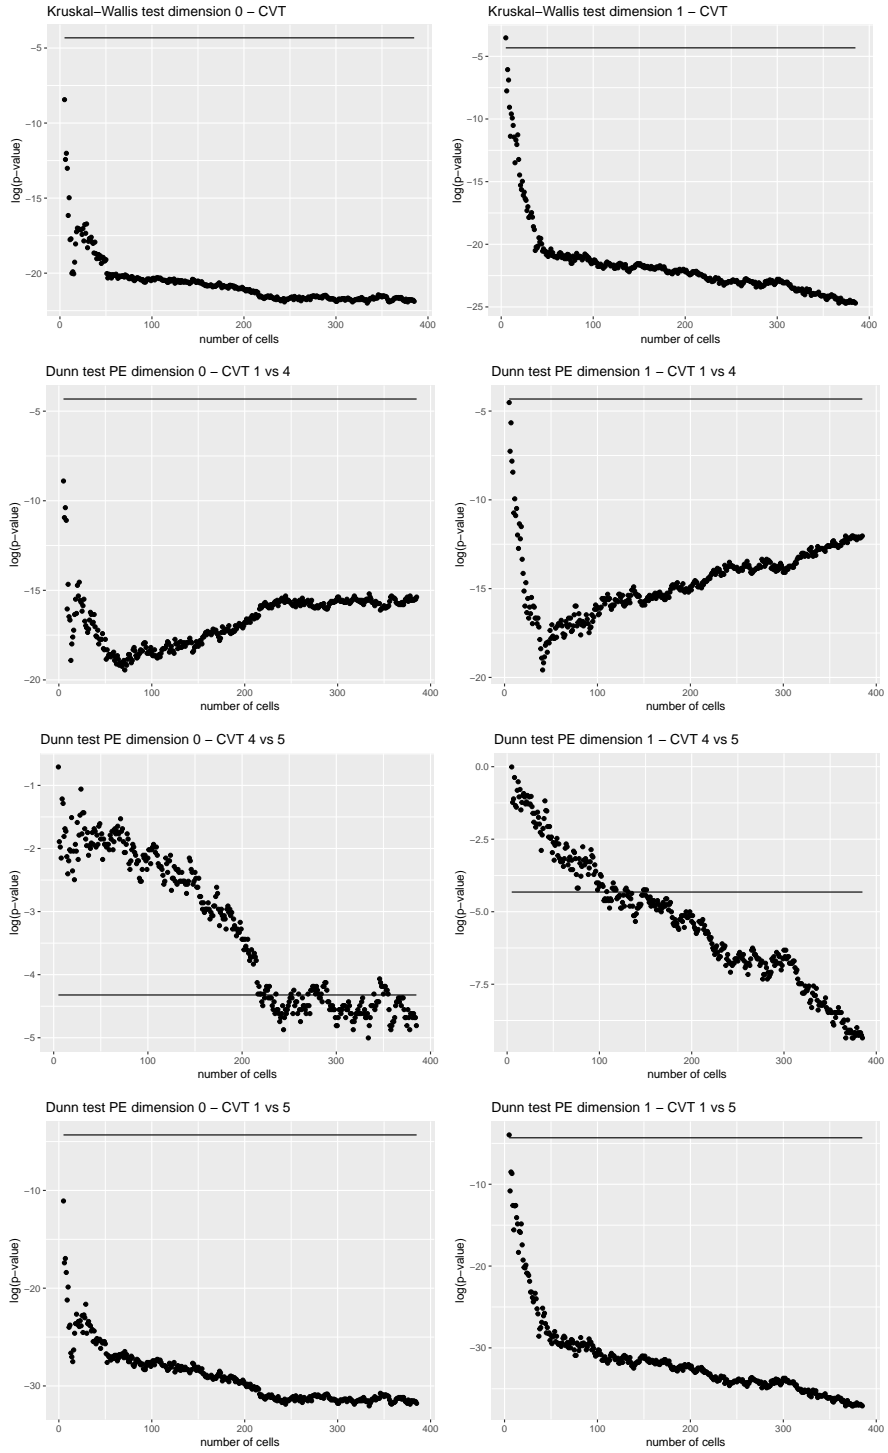 Kruskal−Wallis test dimension 0 − CVT
−5
−10
−15
−20
log(p−value)
0 100 200 300 400
number of cells
Kruskal−Wallis test dimension 1 − CVT
−5
−10
−15
−20
−25
log(p−value)
0 100 200 300 400
number of cells
Dunn test PE dimension 0 − CVT 1 vs 4
−5
−10
−15
−20
log(p−value)
0 100 200 300 400
number of cells
Dunn test PE dimension 1 − CVT 1 vs 4
−5
−10
−15
−20
log(p−value)
0 100 200 300 400
number of cells
Dunn test PE dimension 0 − CVT 4 vs 5
−1
−2
−3
−4
−5
log(p−value)
0 100 200 300 400
number of cells
Dunn test PE dimension 1 − CVT 4 vs 5
0.0
−2.5
−5.0
−7.5
log(p−value)
0 100 200 300 400
number of cells
Dunn test PE dimension 0 − CVT 1 vs 5
−10
−20
−30
log(p−value)
0 100 200 300 400
number of cells
Dunn test PE dimension 1 − CVT 1 vs 5
−10
−20
−30
log(p−value)
0 100 200 300 400
number of cells